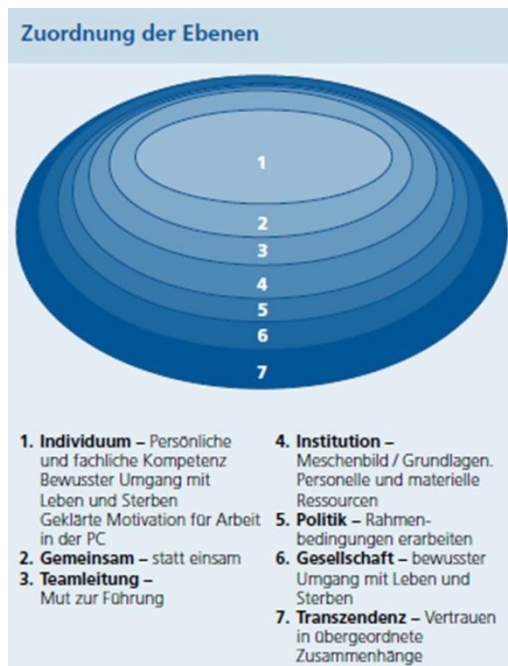 Zuordnung der Ebenen
1
2
3
4
5
6
7
1. Individuum – Persönliche
und fachliche Kompetenz
Bewusster Umgang mit
Leben und Sterben
Geklärte Motivation für Arbeit
in der PC
2. Gemeinsam – statt einsam
3. Teamleitung –
Mut zur Führung
4. Institution –
Meschenbild / Grundlagen.
Personelle und materielle
Ressourcen
5. Politik – Rahmen-
bedingungen erarbeiten
6. Gesellschaft – bewusster
Umgang mit Leben und
Sterben
7. Transzendenz – Vertrauen
in übergeordnete
Zusammenhänge